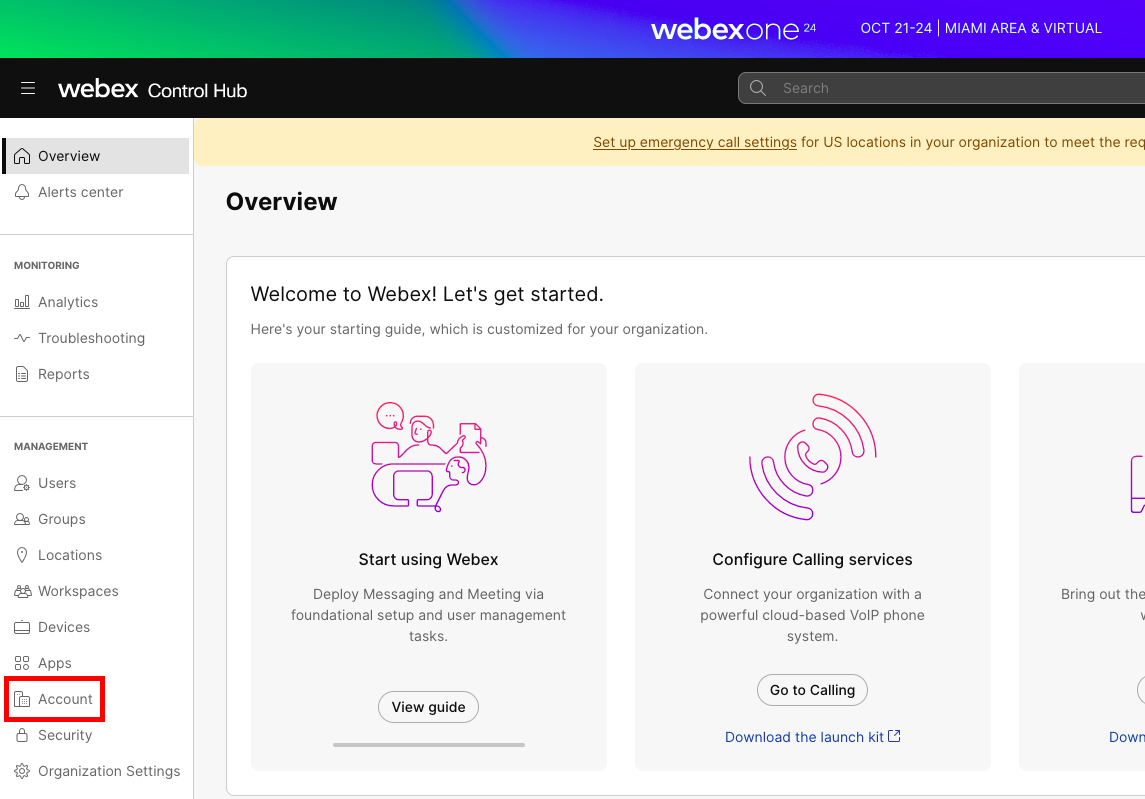 webexone 24
OCT 21-24 | MIAMI AREA & VIRTUAL
webex Control Hub
Search
Overview
Alerts center
MONITORING
Analytics
Troubleshooting
Reports
MANAGEMENT
Users
Groups
Locations
Workspaces
Devices
Apps
Account
Security
Organization Settings
Set up emergency call settings for US locations in your organization to meet the req
Overview
Welcome to Webex! Let's get started.
Here's your starting guide, which is customized for your organization.
Start using Webex
Deploy Messaging and Meeting via
foundational setup and user management
tasks.
View guide
Configure Calling services
Connect your organization with a
powerful cloud-based VoIP phone
system.
Go to Calling
Download the launch kit
Bring out the
Down